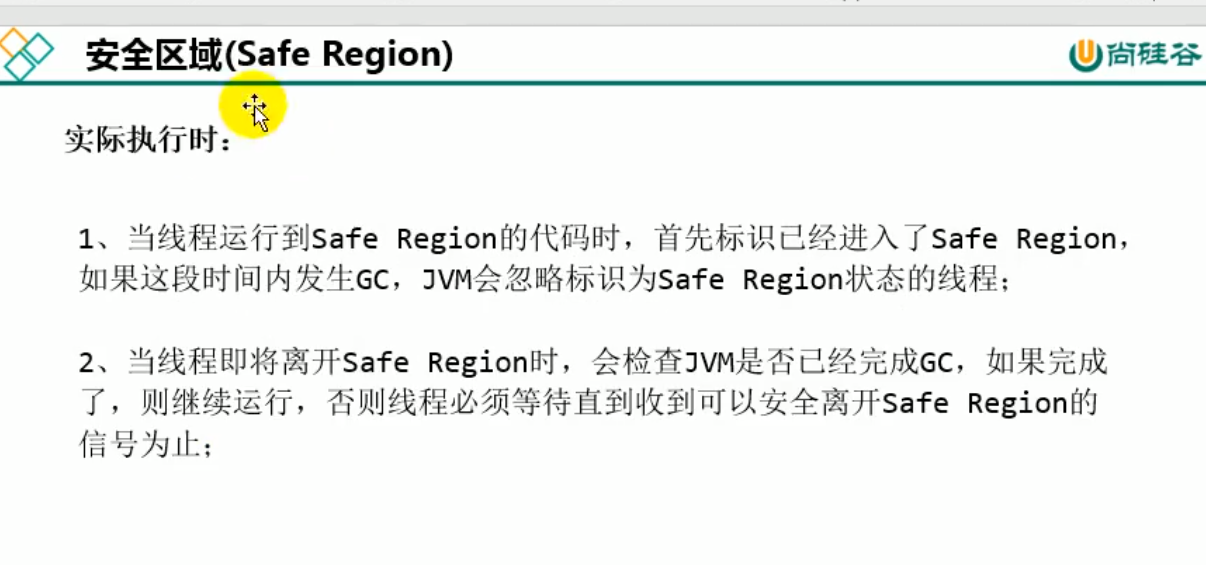 安全区域(Safe Region)
尚硅谷
实际执行时：
1、当线程运行到Safe Region的代码时，首先标识已经进入了Safe Region，
如果这段时间内发生GC，JVM会忽略标识为Safe Region状态的线程；
2、当线程即将离开Safe Region时，会检查JVM是否已经完成GC，如果完成
了，则继续运行，否则线程必须等待直到收到可以安全离开Safe Region的
信号为止；